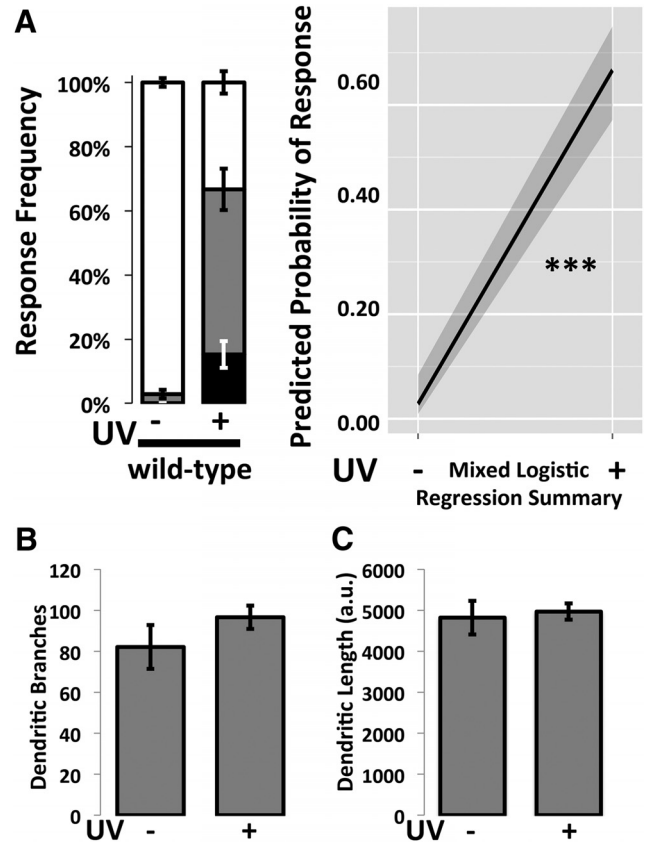 A
Response Frequency
100%
80%
60%
40%
20%
0%
UV - +
wild-type
Predicted Probability of Response
0.60
0.40
0.20
0.00
***
UV - Mixed Logistic +
Regression Summary
B
Dendritic Branches
120
100
80
60
40
20
0
UV - +
C
Dendritic Length (a.u.)
6000
5000
4000
3000
2000
1000
0
UV - +